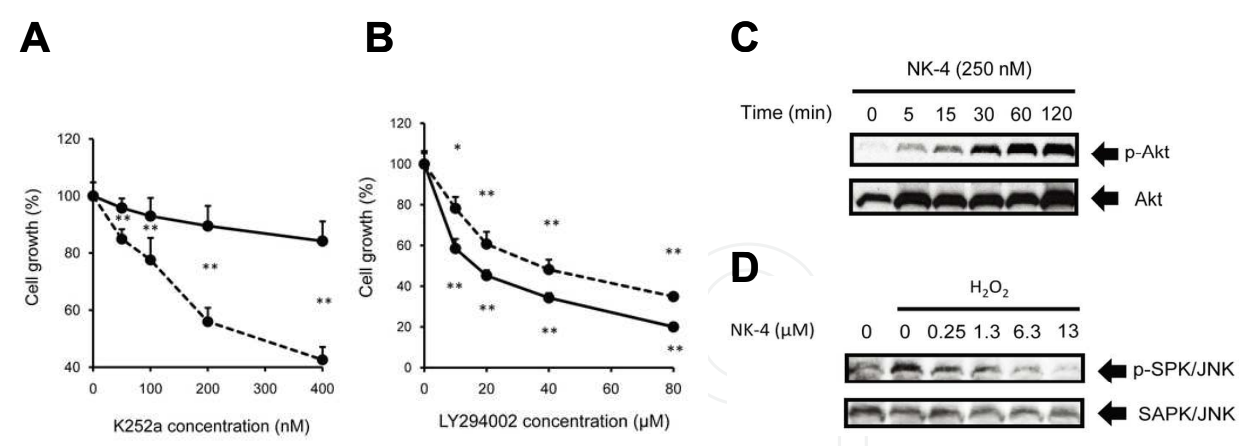 A
B
C
NK-4 (250 nM)
Time (min) 0 5 15 30 60 120
p-Akt
Akt
120
100
80
60
40
Cell growth (%)
** ** ** **
0 100 200 300 400
K252a concentration (nM)
120
100
80
60
40
20
0
Cell growth (%)
* ** ** **
** ** ** **
0 20 40 60 80
LY294002 concentration (µM)
D
H₂O₂
NK-4 (µM) 0 0 0.25 1.3 6.3 13
p-SPK/JNK
SAPK/JNK